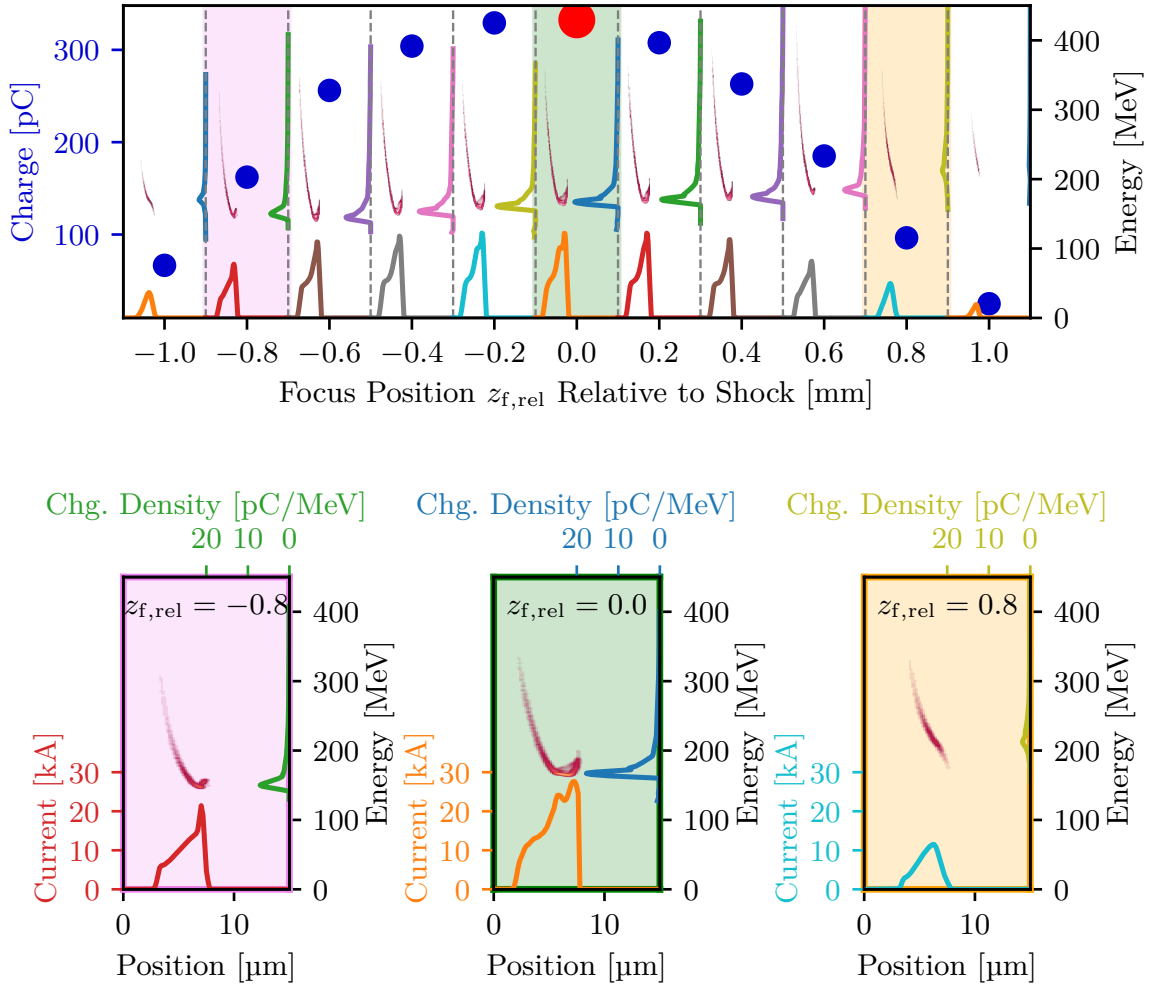 Charge [pC]
300
200
100
Energy [MeV]
400
300
200
100
0
−1.0 −0.8 −0.6 −0.4 −0.2 0.0 0.2 0.4 0.6 0.8 1.0
Focus Position z_f,rel Relative to Shock [mm]
Chg. Density [pC/MeV]
20 10 0
z_f,rel = −0.8
Current [kA]
30
20
10
0
Energy [MeV]
400
300
200
100
0
0 10
Position [µm]
Chg. Density [pC/MeV]
20 10 0
z_f,rel = 0.0
Current [kA]
30
20
10
0
Energy [MeV]
400
300
200
100
0
0 10
Position [µm]
Chg. Density [pC/MeV]
20 10 0
z_f,rel = 0.8
Current [kA]
30
20
10
0
Energy [MeV]
400
300
200
100
0
0 10
Position [µm]